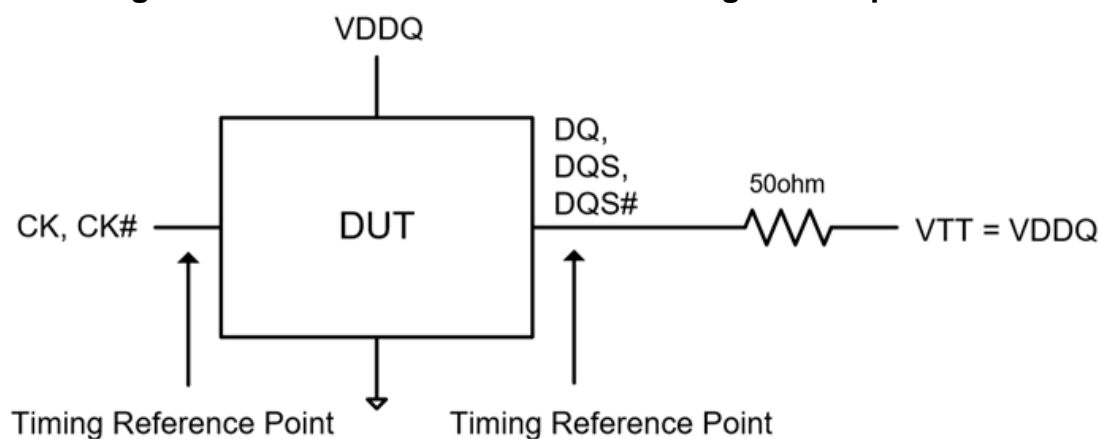 VDDQ
DQ,
DQS,
DQS#
50ohm
CK, CK#
DUT
VTT = VDDQ
Timing Reference Point
Timing Reference Point